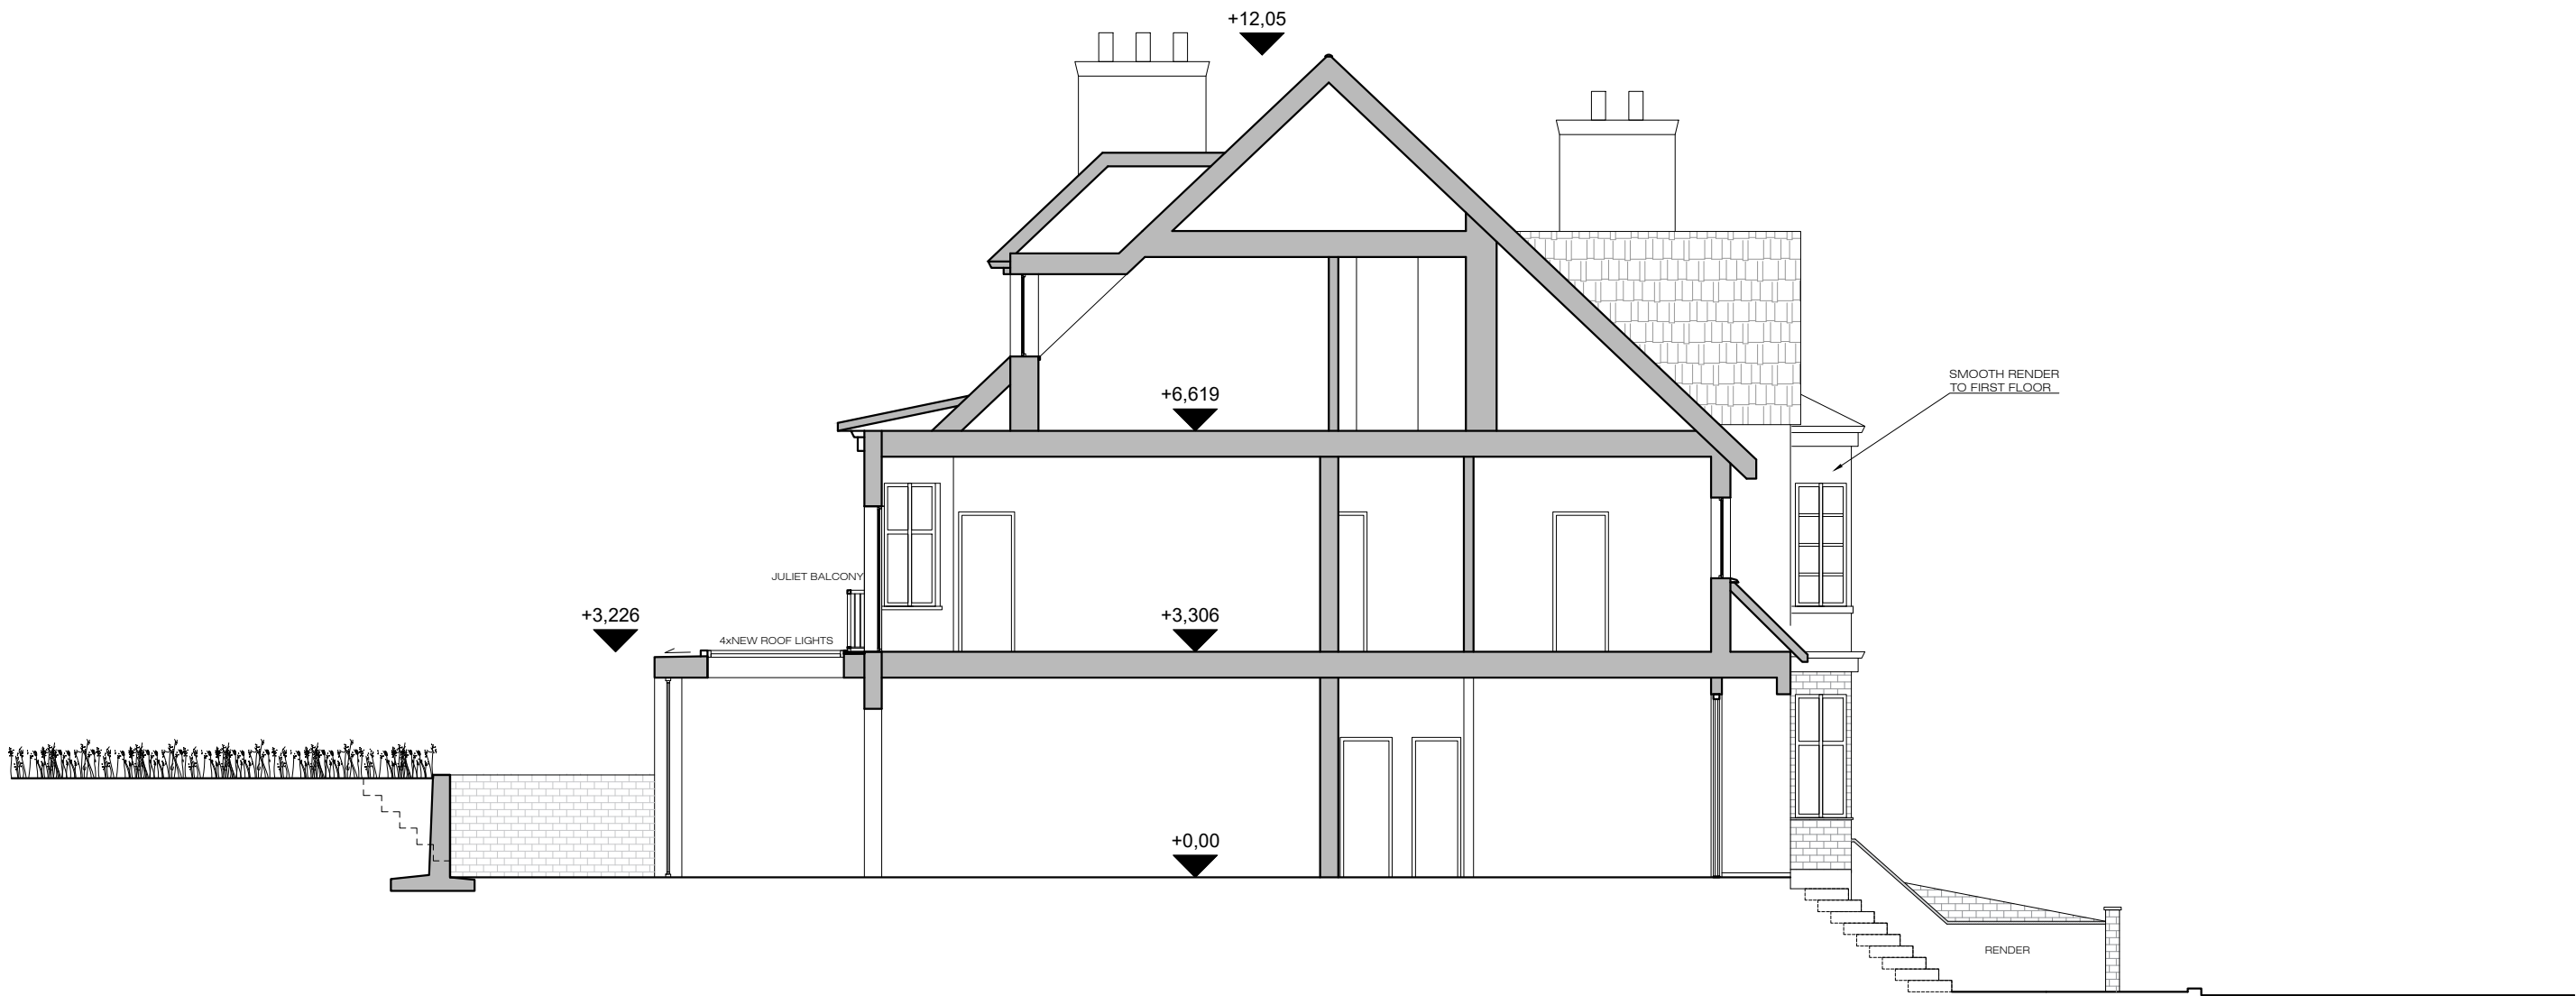 +12,05
+6,619
SMOOTH RENDER
TO FIRST FLOOR
JULIET BALCONY
+3,226
4xNEW ROOF LIGHTS
+3,306
+0,00
RENDER